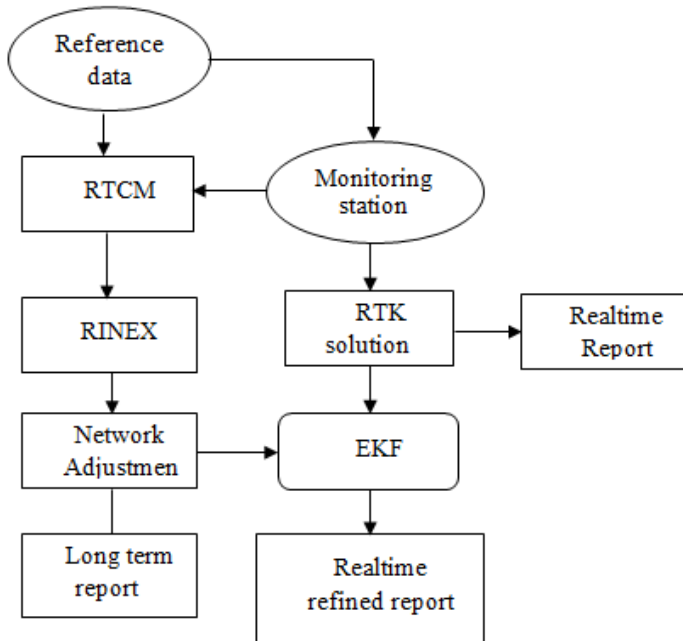 Reference
data
RTCM
Monitoring
station
RINEX
RTK
solution
Realtime
Report
Network
Adjustmen
EKF
Long term
report
Realtime
refined report